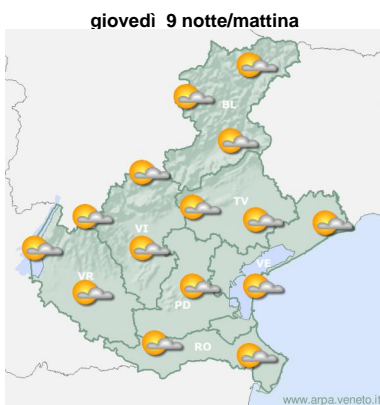 giovedì 9 notte/mattina
BL
TV
VI
VE
VR
PD
RO
www.arpa.veneto.it